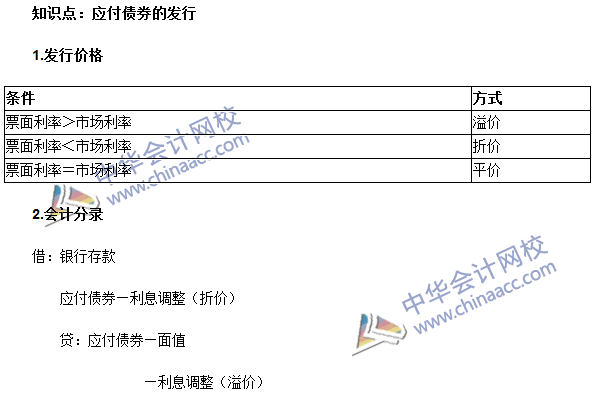 知识点：应付债券的发行
1.发行价格
条件 方式
票面利率＞市场利率 溢价
票面利率＜市场利率 折价
票面利率＝市场利率 平价
中华会计网校
www.chinaacc.com
2.会计分录
借：银行存款
应付债券—利息调整（折价）
贷：应付债券—面值
—利息调整（溢价）
中华会计网校
www.chinaacc.com